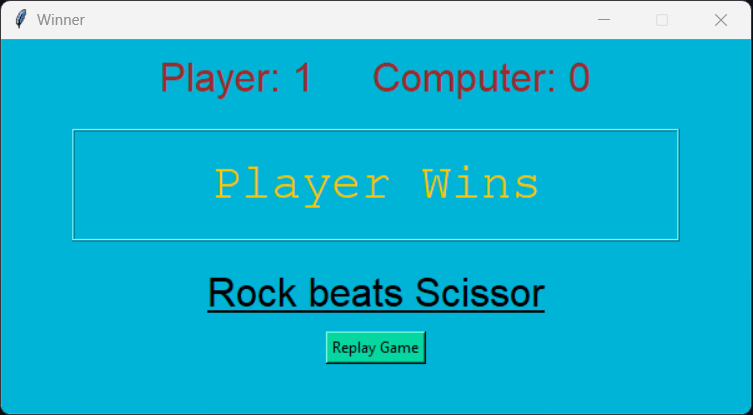 Winner
Player: 1 Computer: 0
Player Wins
Rock beats Scissor
Replay Game